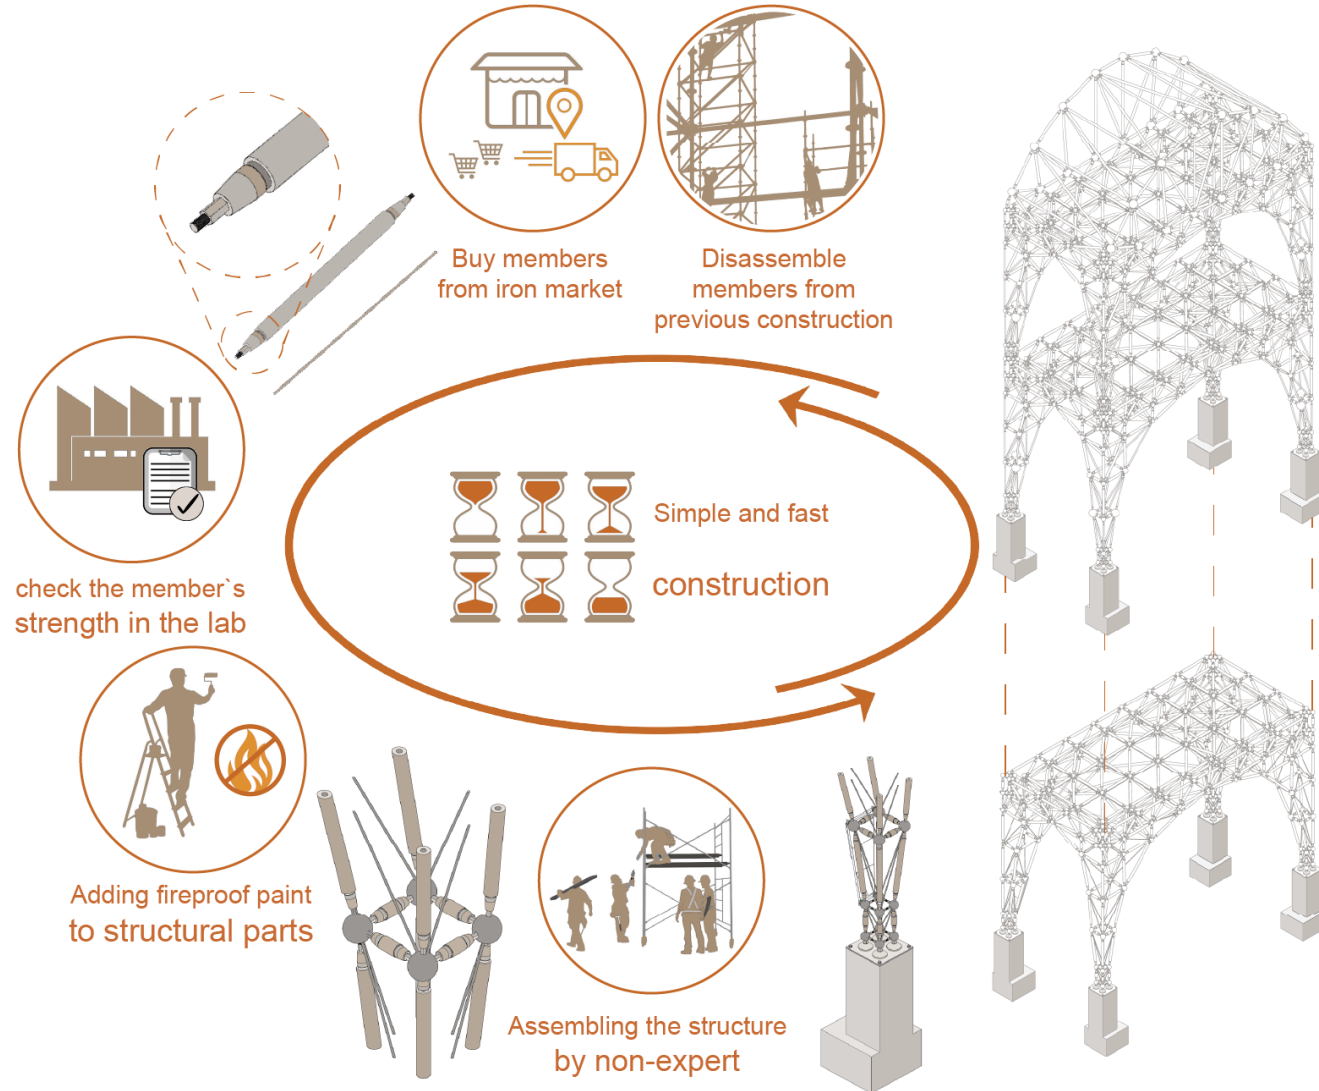 Buy members
from iron market
Disassemble
members from
previous construction
check the member`s
strength in the lab
Simple and fast
construction
Adding fireproof paint
to structural parts
Assembling the structure
by non-expert